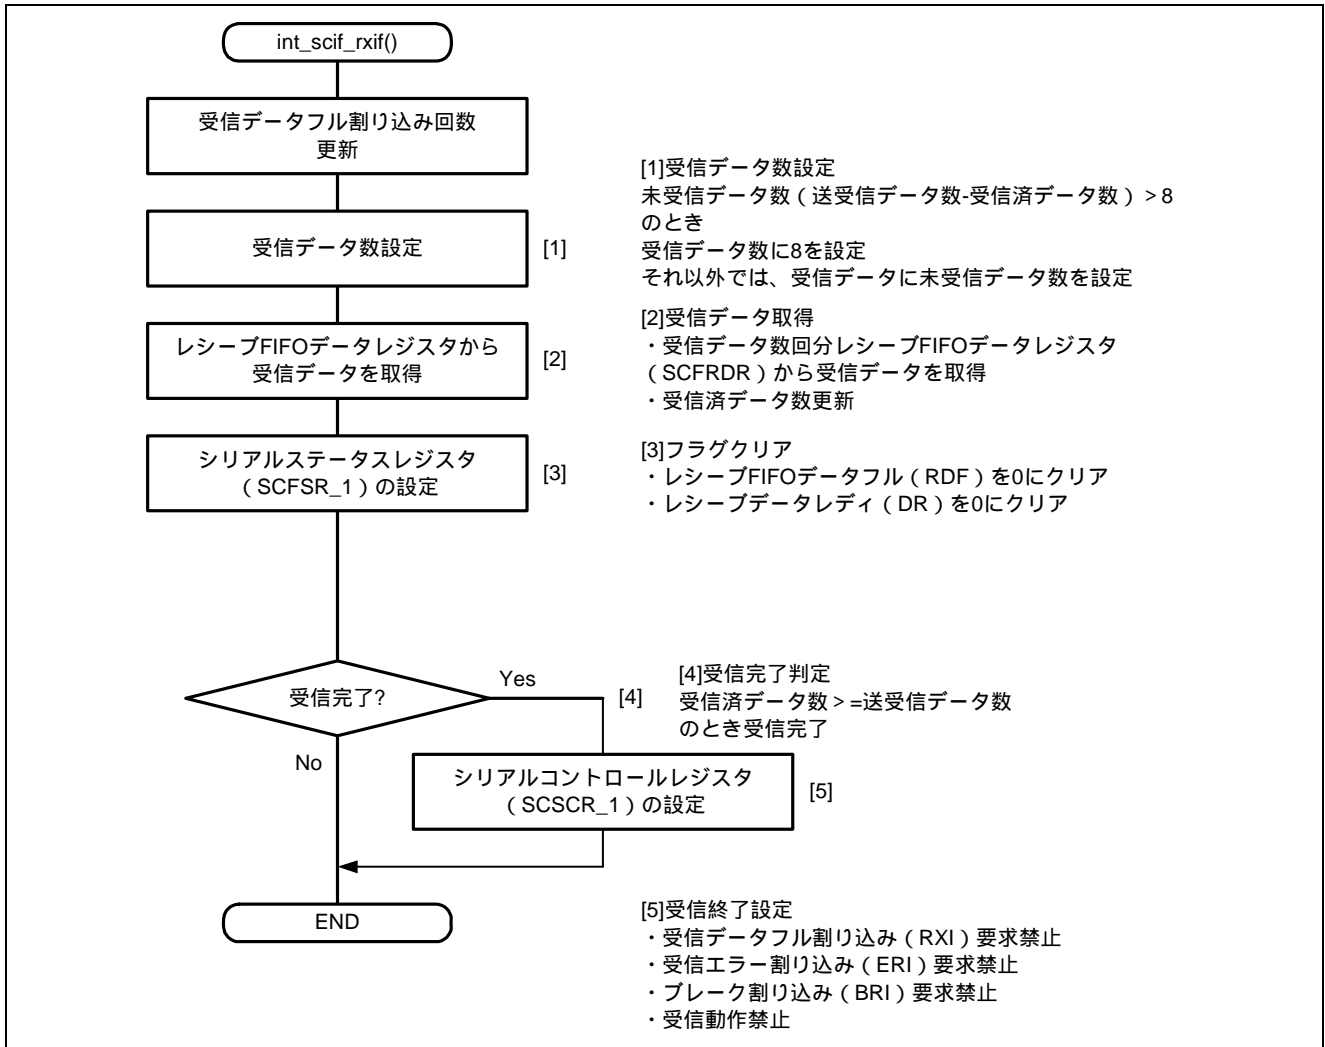 int_scif_rxif()
受信データフル割り込み回数
更新
[1]受信データ数設定
未受信データ数（送受信データ数-受信済データ数）>8
のとき
受信データ数に8を設定
それ以外では、受信データに未受信データ数を設定
受信データ数設定
[1]
[2]受信データ取得
・受信データ数回分レシーブFIFOデータレジスタ
（SCFRDR）から受信データを取得
・受信済データ数更新
レシーブFIFOデータレジスタから
受信データを取得
[2]
[3]フラグクリア
・レシーブFIFOデータフル（RDF）を0にクリア
・レシーブデータレディ（DR）を0にクリア
シリアルステータスレジスタ
（SCFSR_1）の設定
[3]
受信完了?
Yes
No
[4]
[4]受信完了判定
受信済データ数>=送受信データ数
のとき受信完了
シリアルコントロールレジスタ
（SCSCR_1）の設定
[5]
END
[5]受信終了設定
・受信データフル割り込み（RXI）要求禁止
・受信エラー割り込み（ERI）要求禁止
・ブレーク割り込み（BRI）要求禁止
・受信動作禁止